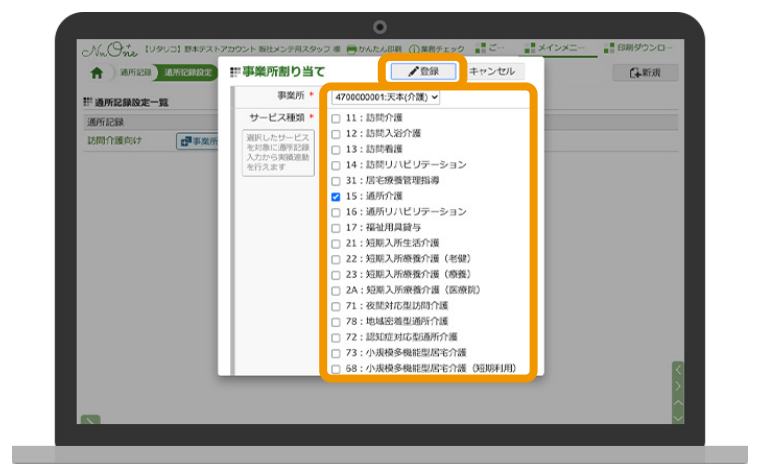 NuOne 【リタリコ】野本テストアカウント 販社メンテ用スタッフ 様 かんたん印刷 業務チェック ご… メインメニ… 印刷ダウンロ…
通所記録 通所記録設定 新規
通所記録設定一覧
通所記録
訪問介護向け 事業所
事業所割り当て 登録 キャンセル
事業所 * 4700000001:天本(介護)
サービス種類 *
選択したサービスを対象に通所記録入力から実績連動を行えます
11：訪問介護
12：訪問入浴介護
13：訪問看護
14：訪問リハビリテーション
31：居宅療養管理指導
15：通所介護
16：通所リハビリテーション
17：福祉用具貸与
21：短期入所生活介護
22：短期入所療養介護（老健）
23：短期入所療養介護（療養）
2A：短期入所療養介護（医療院）
71：夜間対応型訪問介護
78：地域密着型通所介護
72：認知症対応型通所介護
73：小規模多機能型居宅介護
68：小規模多機能型居宅介護（短期利用）